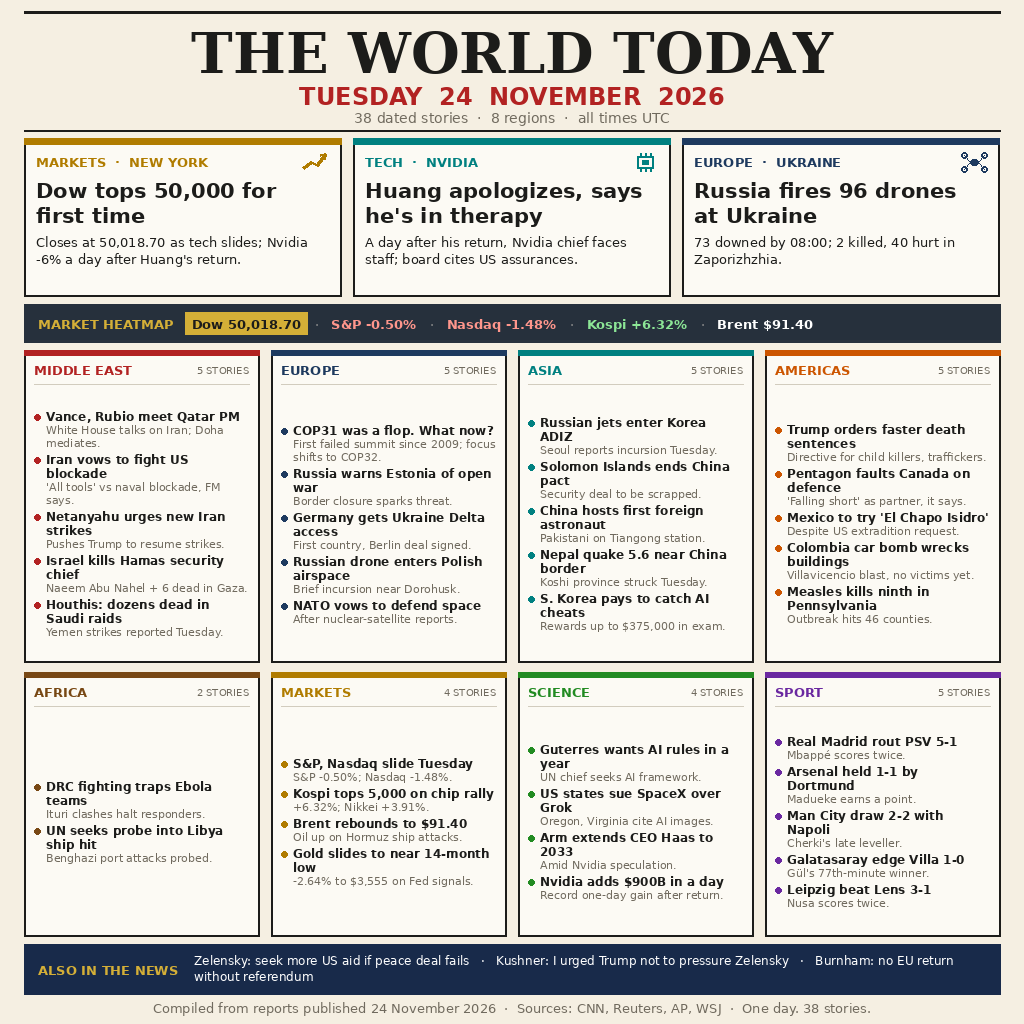 THE WORLD TODAY
TUESDAY 24 NOVEMBER 2026
38 dated stories · 8 regions · all times UTC
MARKETS · NEW YORK
Dow tops 50,000 for
first time
Closes at 50,018.70 as tech slides; Nvidia
-6% a day after Huang's return.
TECH · NVIDIA
Huang apologizes, says
he's in therapy
A day after his return, Nvidia chief faces
staff; board cites US assurances.
EUROPE · UKRAINE
Russia fires 96 drones
at Ukraine
73 downed by 08:00; 2 killed, 40 hurt in
Zaporizhzhia.
MARKET HEATMAP Dow 50,018.70 · S&P -0.50% · Nasdaq -1.48% · Kospi +6.32% · Brent $91.40
MIDDLE EAST 5 STORIES
Vance, Rubio meet Qatar PM
White House talks on Iran; Doha
mediates.
Iran vows to fight US
blockade
'All tools' vs naval blockade, FM
says.
Netanyahu urges new Iran
strikes
Pushes Trump to resume strikes.
Israel kills Hamas security
chief
Naeem Abu Nahel + 6 dead in Gaza.
Houthis: dozens dead in
Saudi raids
Yemen strikes reported Tuesday.
EUROPE 5 STORIES
COP31 was a flop. What now?
First failed summit since 2009; focus
shifts to COP32.
Russia warns Estonia of open
war
Border closure sparks threat.
Germany gets Ukraine Delta
access
First country, Berlin deal signed.
Russian drone enters Polish
airspace
Brief incursion near Dorohusk.
NATO vows to defend space
After nuclear-satellite reports.
ASIA 5 STORIES
Russian jets enter Korea
ADIZ
Seoul reports incursion Tuesday.
Solomon Islands ends China
pact
Security deal to be scrapped.
China hosts first foreign
astronaut
Pakistani on Tiangong station.
Nepal quake 5.6 near China
border
Koshi province struck Tuesday.
S. Korea pays to catch AI
cheats
Rewards up to $375,000 in exam.
AMERICAS 5 STORIES
Trump orders faster death
sentences
Directive for child killers, traffickers.
Pentagon faults Canada on
defence
'Falling short' as partner, it says.
Mexico to try 'El Chapo Isidro'
Despite US extradition request.
Colombia car bomb wrecks
buildings
Villavicencio blast, no victims yet.
Measles kills ninth in
Pennsylvania
Outbreak hits 46 counties.
AFRICA 2 STORIES
DRC fighting traps Ebola
teams
Ituri clashes halt responders.
UN seeks probe into Libya
ship hit
Benghazi port attacks probed.
MARKETS 4 STORIES
S&P, Nasdaq slide Tuesday
S&P -0.50%; Nasdaq -1.48%.
Kospi tops 5,000 on chip rally
+6.32%; Nikkei +3.91%.
Brent rebounds to $91.40
Oil up on Hormuz ship attacks.
Gold slides to near 14-month
low
-2.64% to $3,555 on Fed signals.
SCIENCE 4 STORIES
Guterres wants AI rules in a
year
UN chief seeks AI framework.
US states sue SpaceX over
Grok
Oregon, Virginia cite AI images.
Arm extends CEO Haas to
2033
Amid Nvidia speculation.
Nvidia adds $900B in a day
Record one-day gain after return.
SPORT 5 STORIES
Real Madrid rout PSV 5-1
Mbappé scores twice.
Arsenal held 1-1 by
Dortmund
Madueke earns a point.
Man City draw 2-2 with
Napoli
Cherki's late leveller.
Galatasaray edge Villa 1-0
Gül's 77th-minute winner.
Leipzig beat Lens 3-1
Nusa scores twice.
ALSO IN THE NEWS
Zelensky: seek more US aid if peace deal fails · Kushner: I urged Trump not to pressure Zelensky · Burnham: no EU return
without referendum
Compiled from reports published 24 November 2026 · Sources: CNN, Reuters, AP, WSJ · One day. 38 stories.